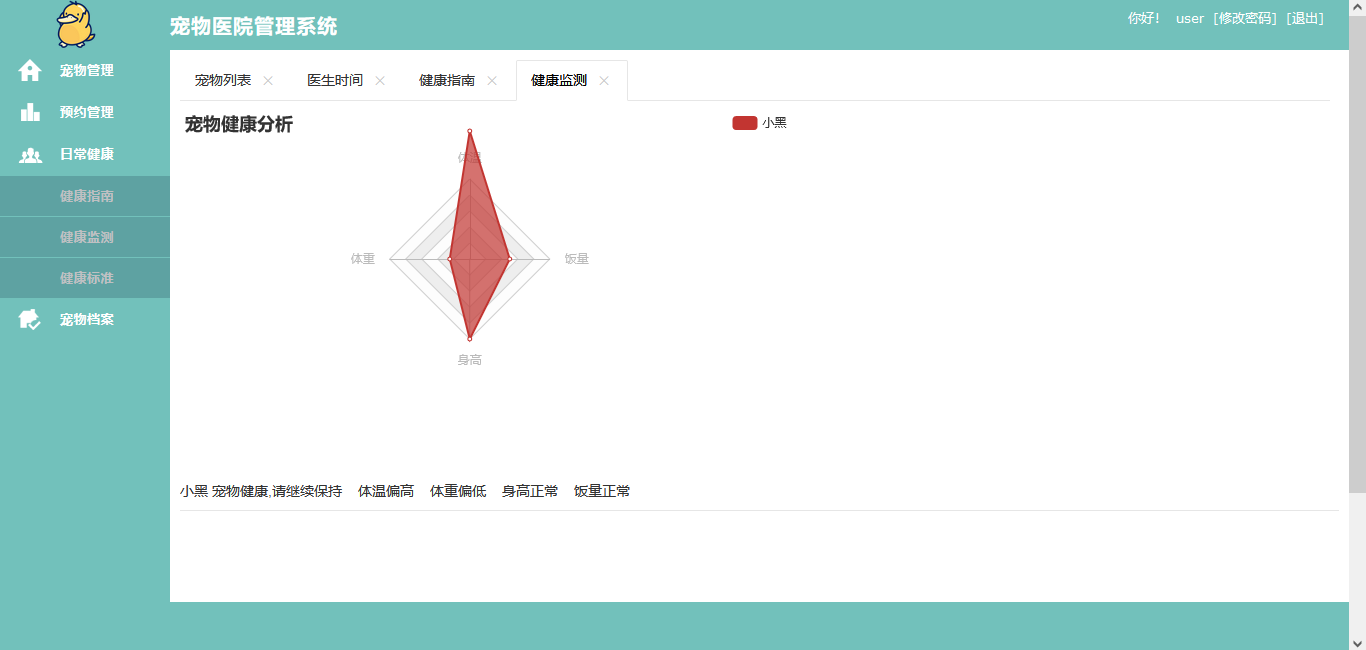 宠物医院管理系统
你好! user [修改密码] [退出]
宠物管理
预约管理
日常健康
健康指南
健康监测
健康标准
宠物档案
宠物列表 医生时间 健康指南 健康监测
宠物健康分析
小黑
体温
体重
饭量
身高
小黑 宠物健康,请继续保持 体温偏高 体重偏低 身高正常 饭量正常